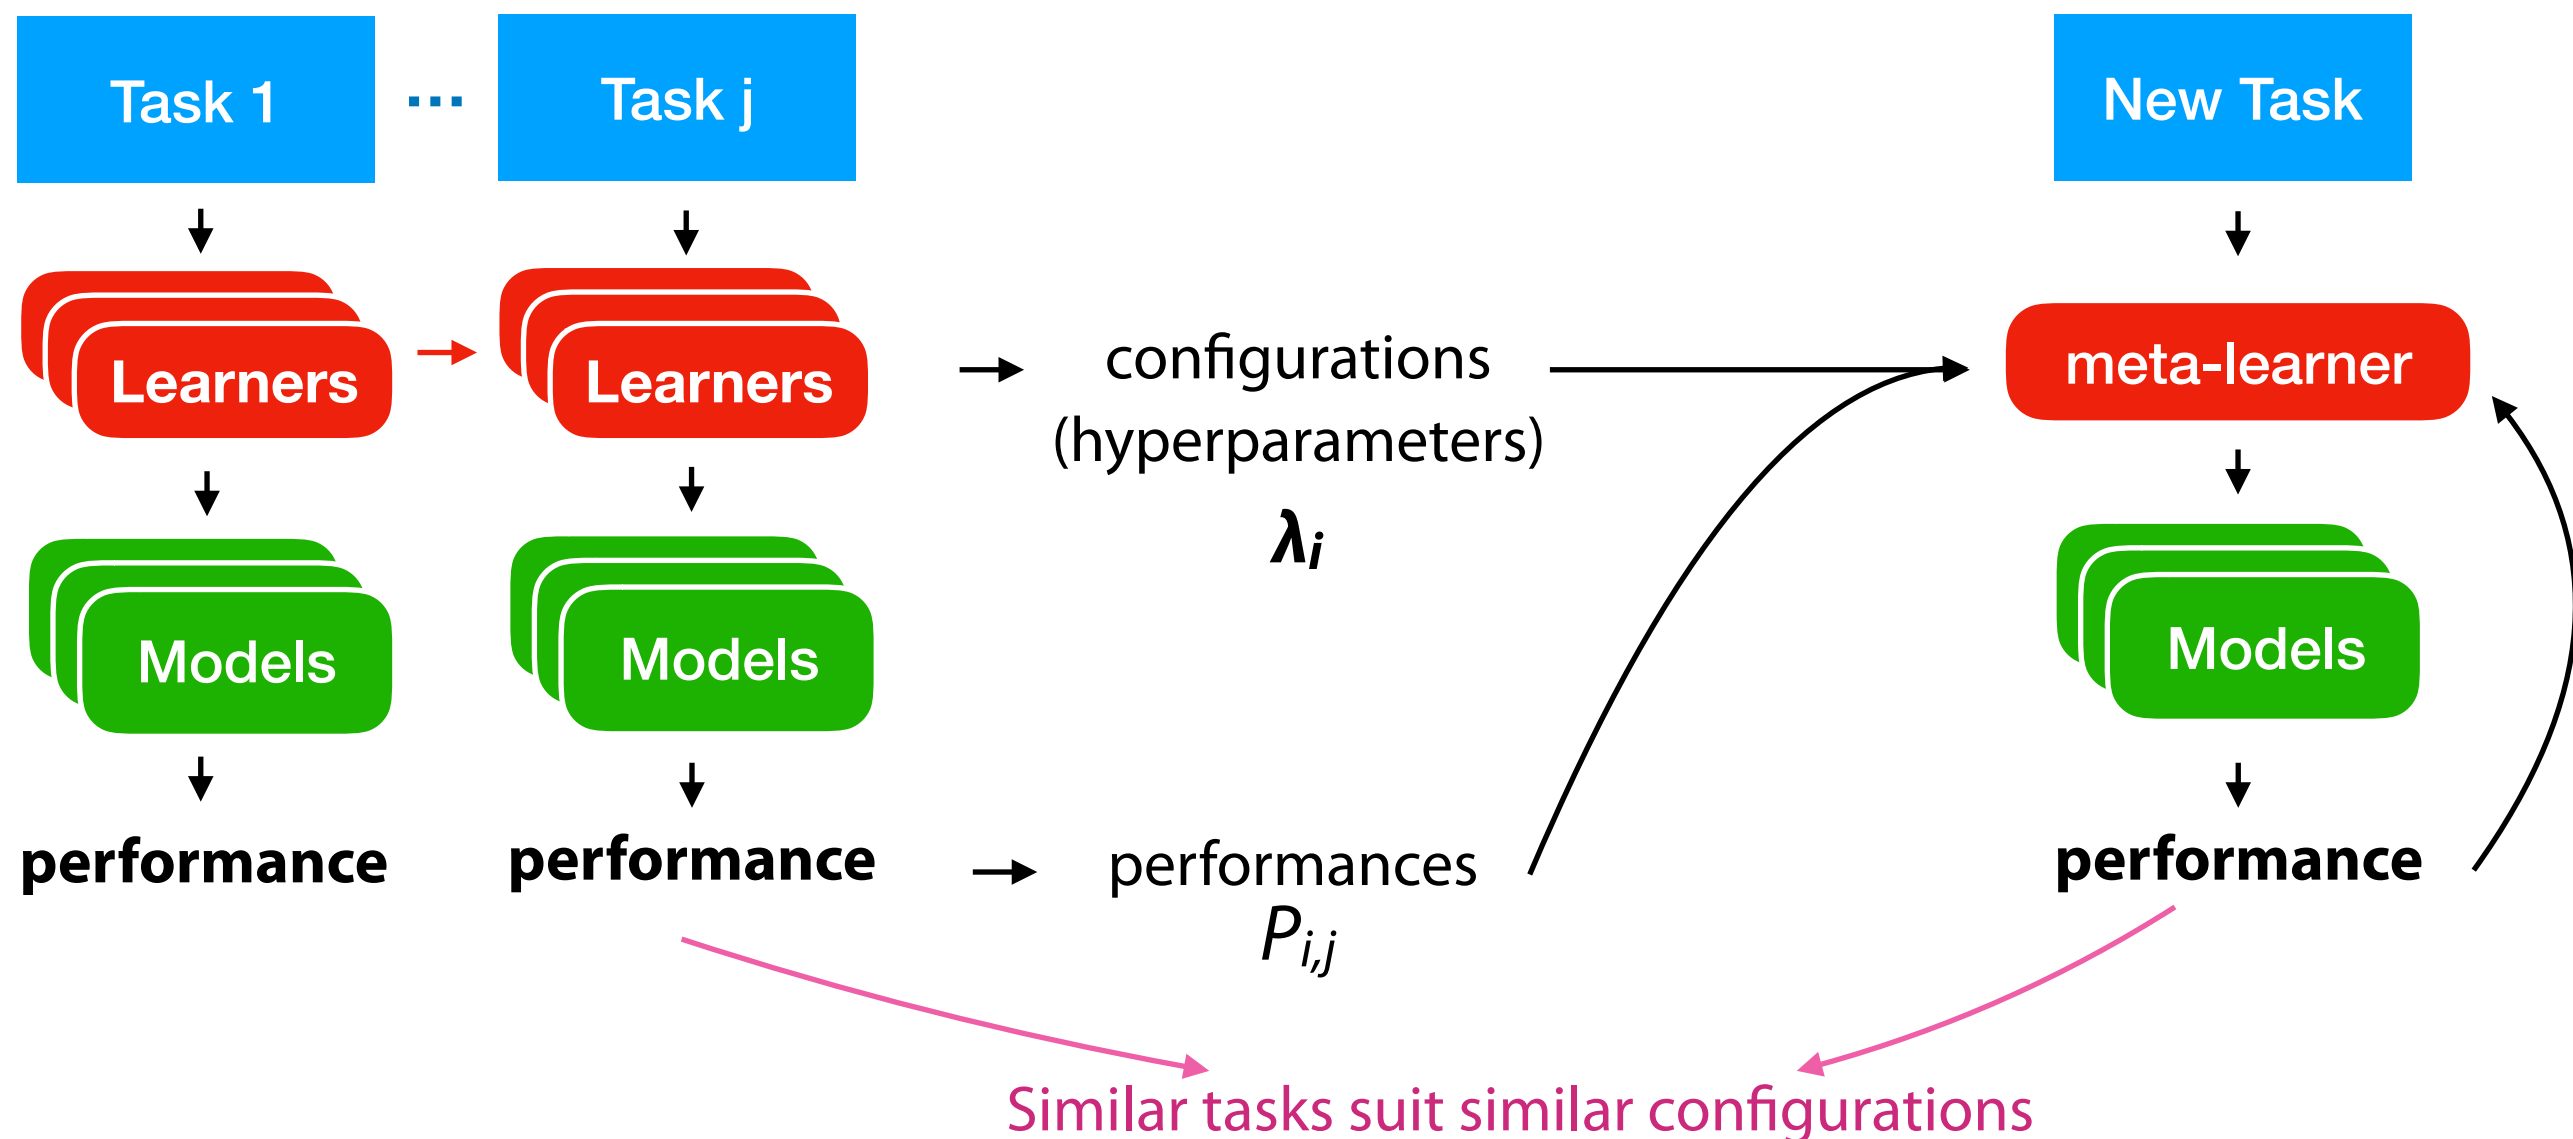 Task 1
...
Task j
New Task
Learners
Learners
configurations
(hyperparameters)
λi
meta-learner
Models
Models
Models
performance
performance
performances
Pi,j
performance
Similar tasks suit similar configurations